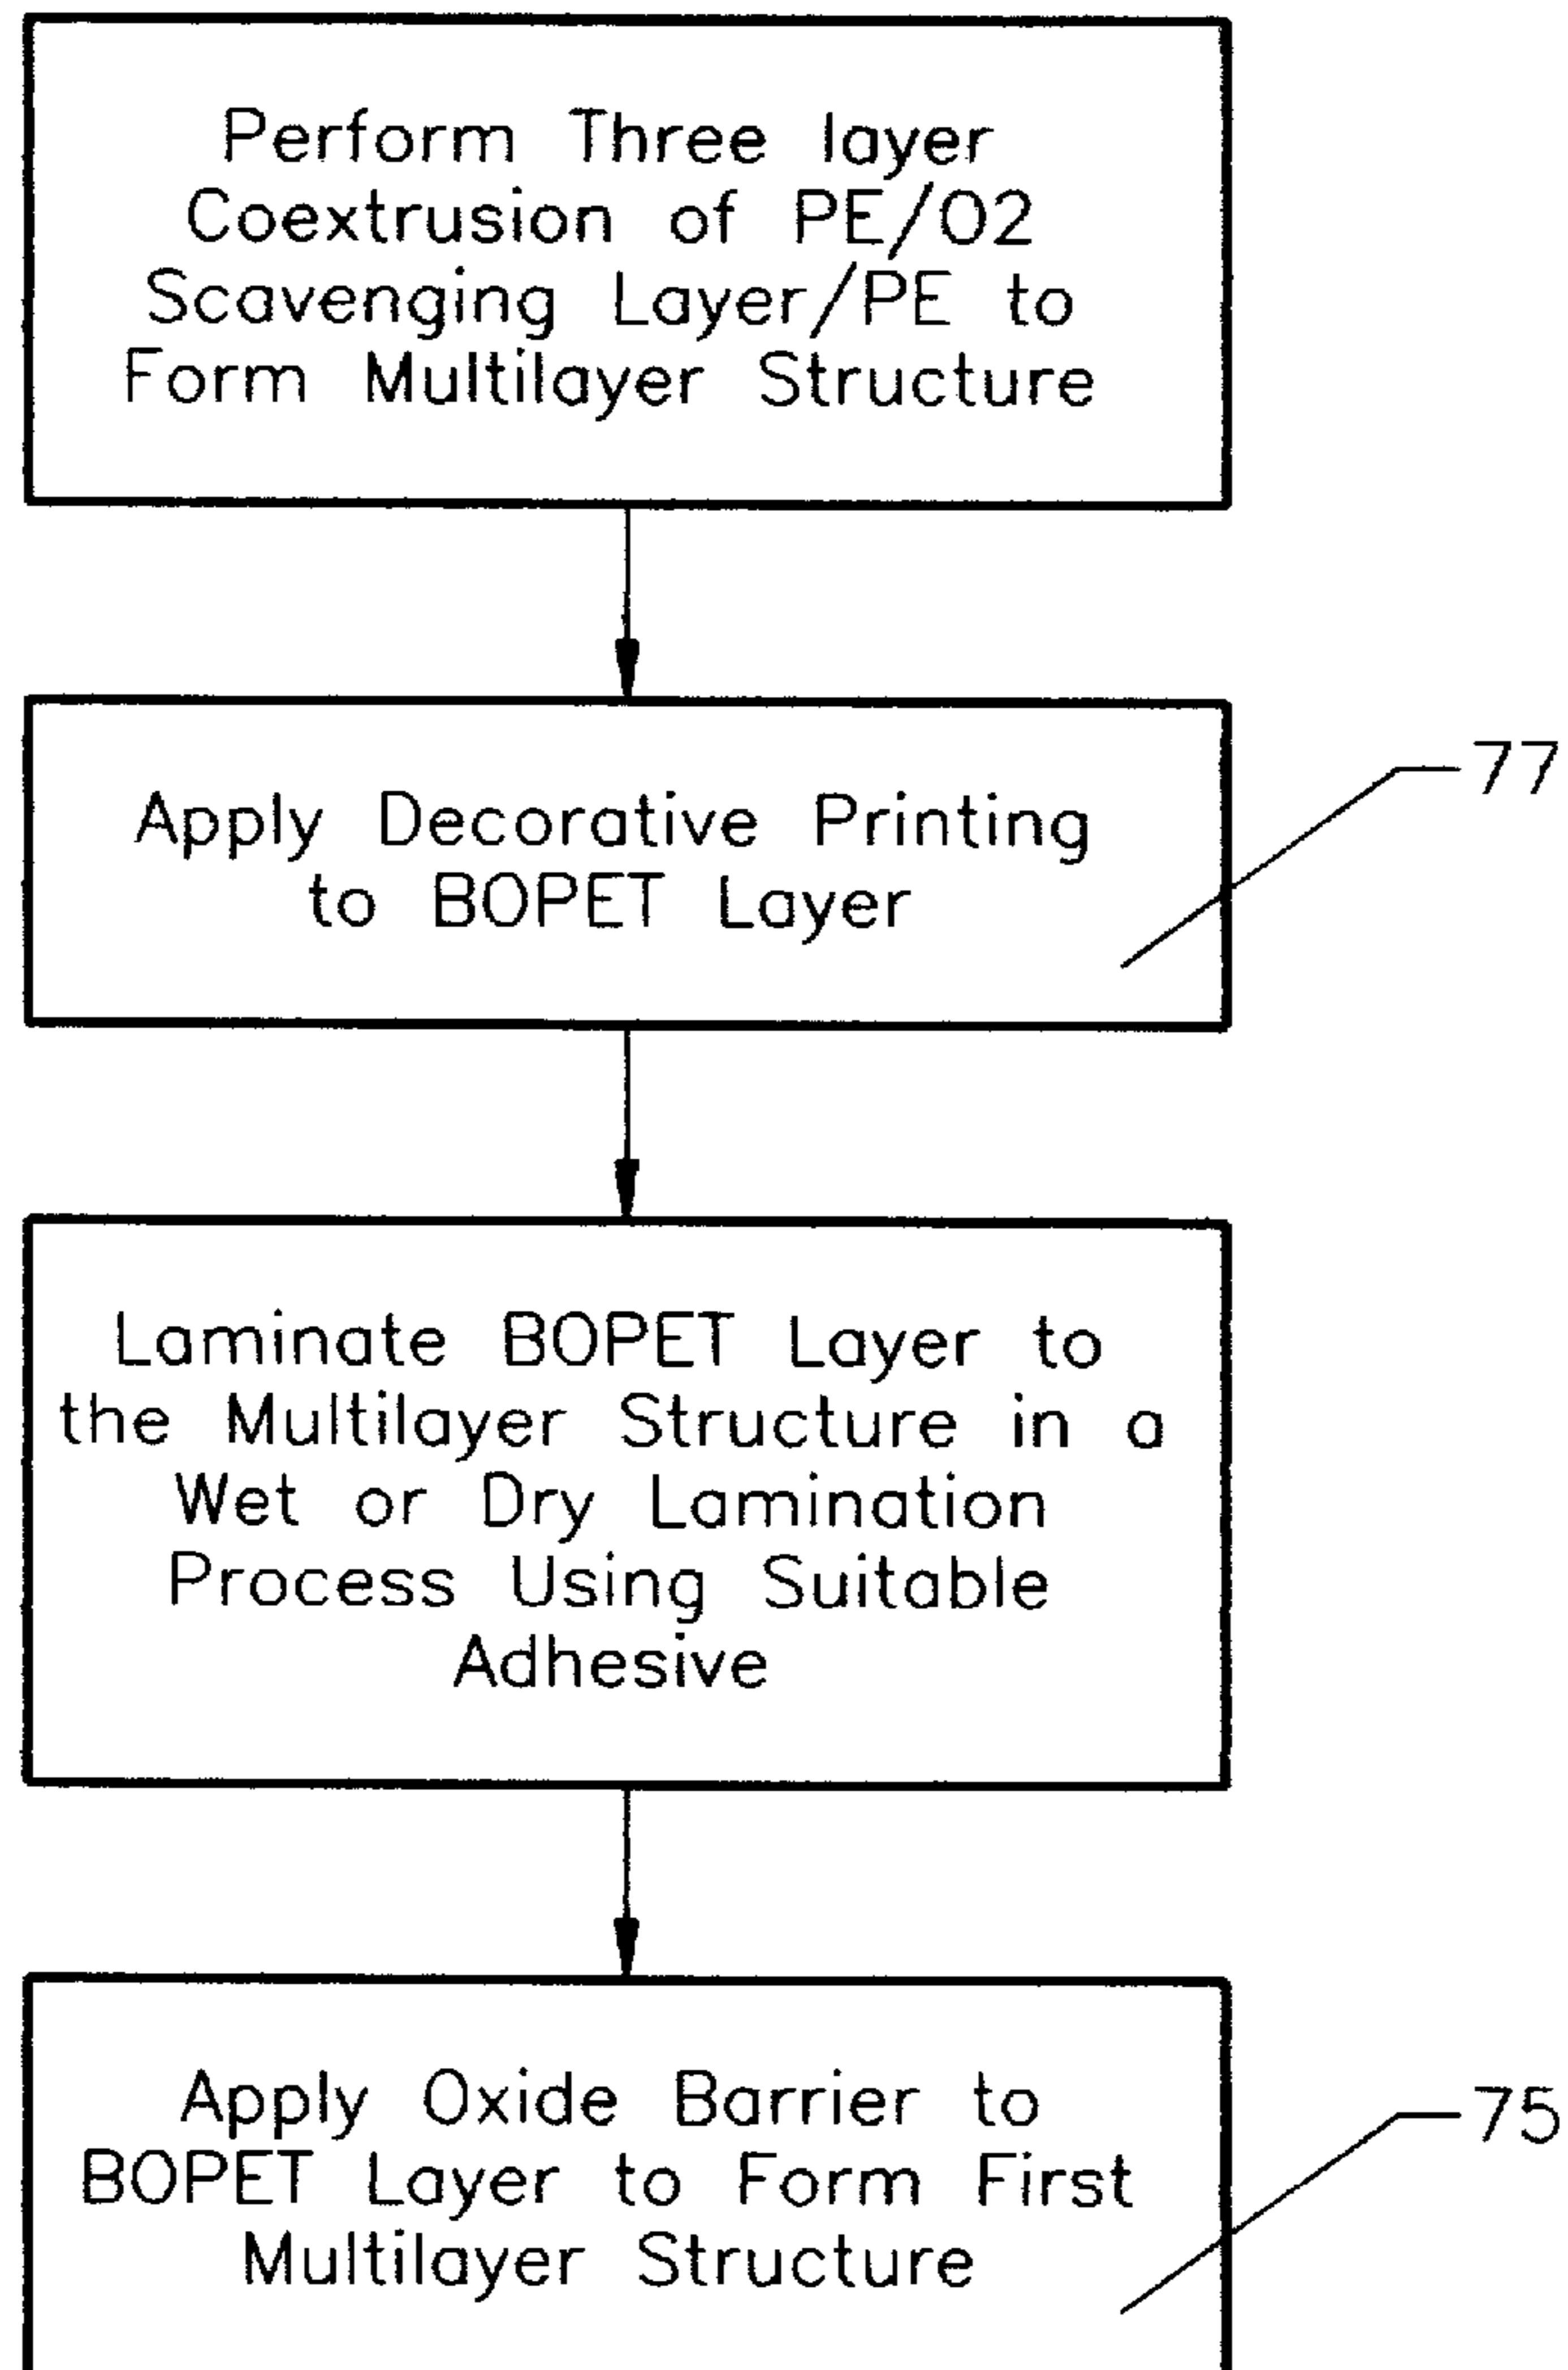 Perform Three layer
Coextrusion of PE/O2
Scavenging Layer/PE to
Form Multilayer Structure
77
Apply Decorative Printing
to BOPET Layer
Laminate BOPET Layer to
the Multilayer Structure in a
Wet or Dry Lamination
Process Using Suitable
Adhesive
75
Apply Oxide Barrier to
BOPET Layer to Form First
Multilayer Structure